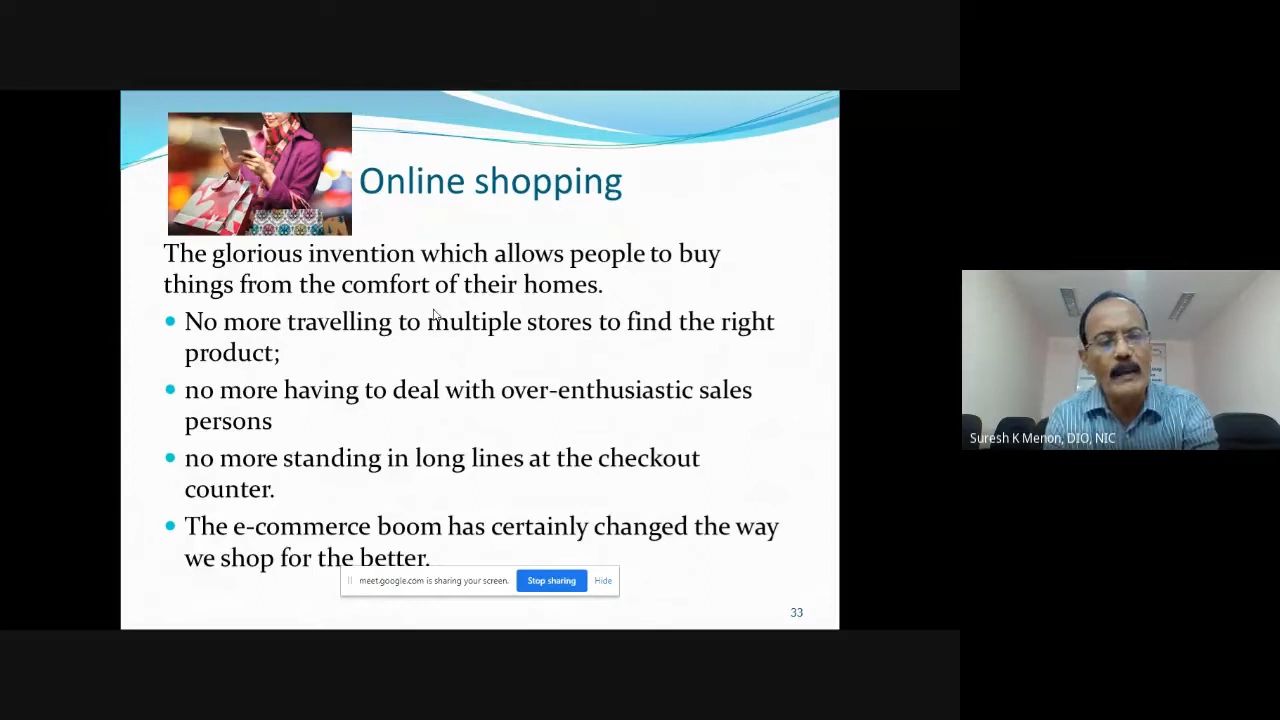 Online shopping
The glorious invention which allows people to buy
things from the comfort of their homes.
No more travelling to multiple stores to find the right
product;
no more having to deal with over-enthusiastic sales
persons
no more standing in long lines at the checkout
counter.
The e-commerce boom has certainly changed the way
we shop for the better.
meet.google.com is sharing your screen. Stop sharing Hide
33
Suresh K Menon, DIO, NIC